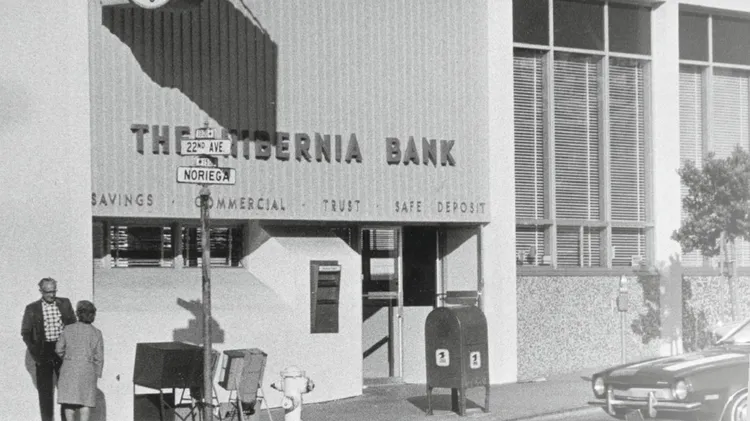 THE HIBERNIA BANK
22ND AVE.
NORIEGA
SAVINGS · COMMERCIAL · TRUST · SAFE DEPOSIT